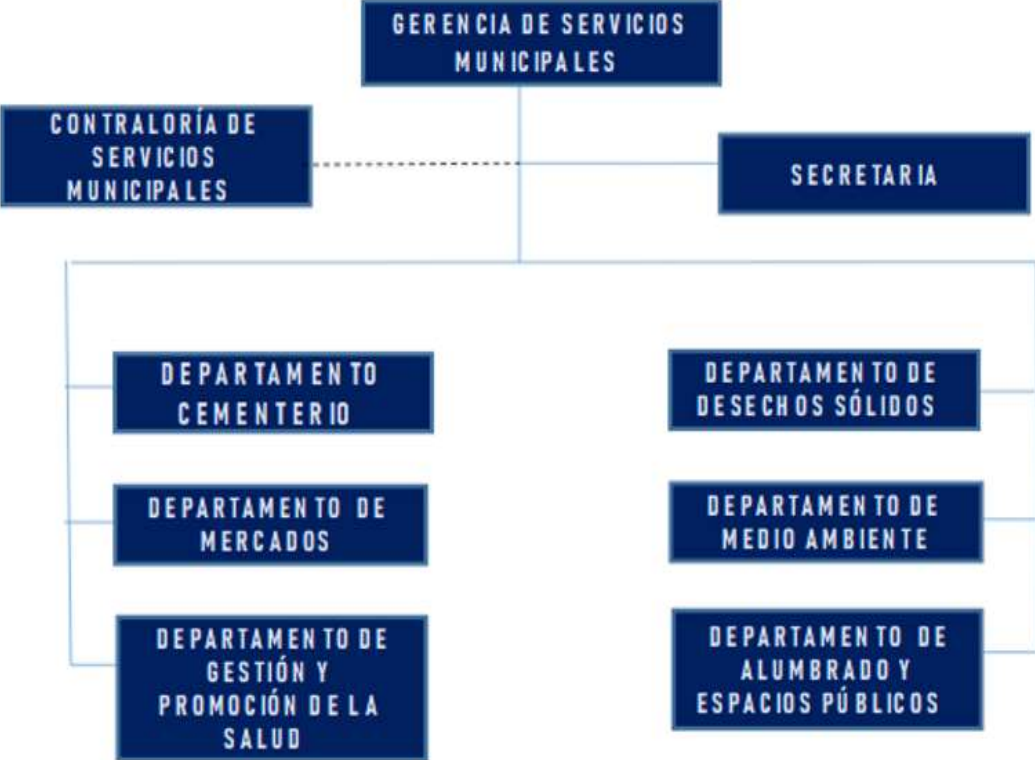 GERENCIA DE SERVICIOS
MUNICIPALES
CONTRALORÍA DE
SERVICIOS
MUNICIPALES
SECRETARIA
DEPARTAMENTO
CEMENTERIO
DEPARTAMENTO DE
DESECHOS SÓLIDOS
DEPARTAMENTO DE
MERCADOS
DEPARTAMENTO DE
MEDIO AMBIENTE
DEPARTAMENTO DE
GESTIÓN Y
PROMOCIÓN DE LA
SALUD
DEPARTAMENTO DE
ALUMBRADO Y
ESPACIOS PÚBLICOS